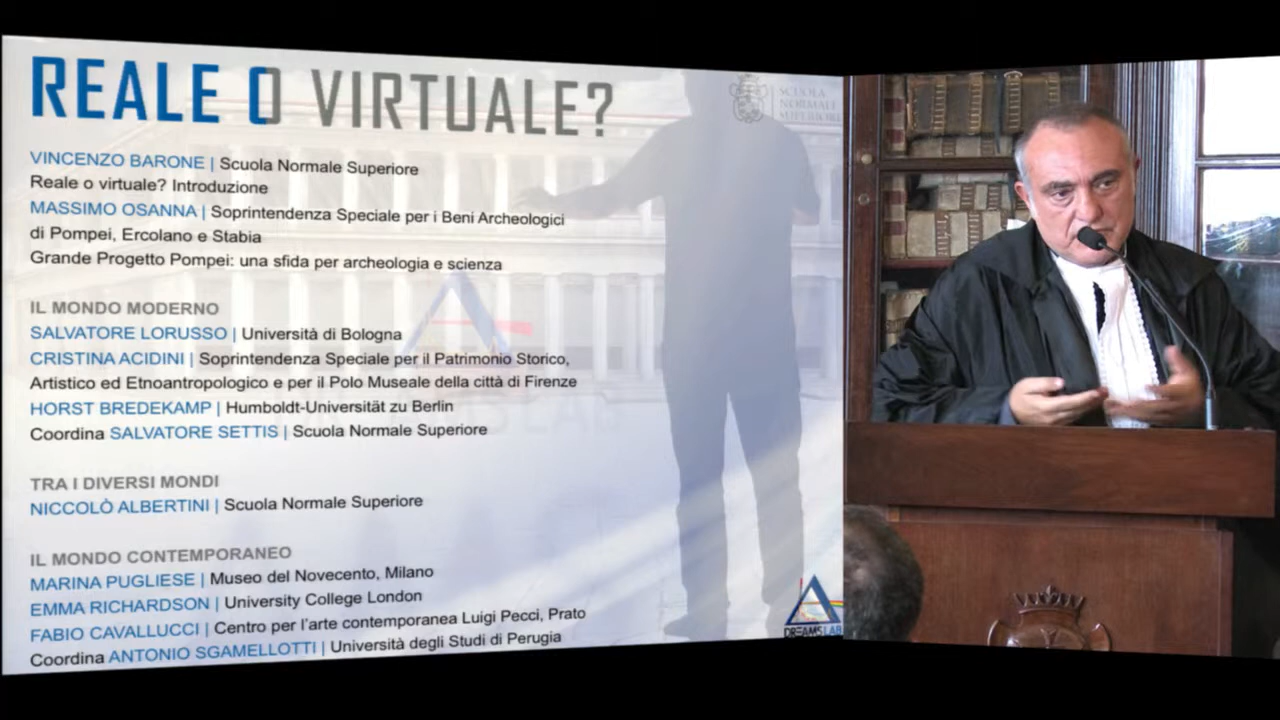 REALE O VIRTUALE?
SCUOLA
NORMALE
SUPERIORE
VINCENZO BARONE | Scuola Normale Superiore
Reale o virtuale? Introduzione
MASSIMO OSANNA | Soprintendenza Speciale per i Beni Archeologici
di Pompei, Ercolano e Stabia
Grande Progetto Pompei: una sfida per archeologia e scienza
IL MONDO MODERNO
SALVATORE LORUSSO | Università di Bologna
CRISTINA ACIDINI | Soprintendenza Speciale per il Patrimonio Storico,
Artistico ed Etnoantropologico e per il Polo Museale della città di Firenze
HORST BREDEKAMP | Humboldt-Universität zu Berlin
Coordina SALVATORE SETTIS | Scuola Normale Superiore
TRA I DIVERSI MONDI
NICCOLÒ ALBERTINI | Scuola Normale Superiore
IL MONDO CONTEMPORANEO
MARINA PUGLIESE | Museo del Novecento, Milano
EMMA RICHARDSON | University College London
FABIO CAVALLUCCI | Centro per l'arte contemporanea Luigi Pecci, Prato
Coordina ANTONIO SGAMELLOTTI | Università degli Studi di Perugia
DREAMSLAB